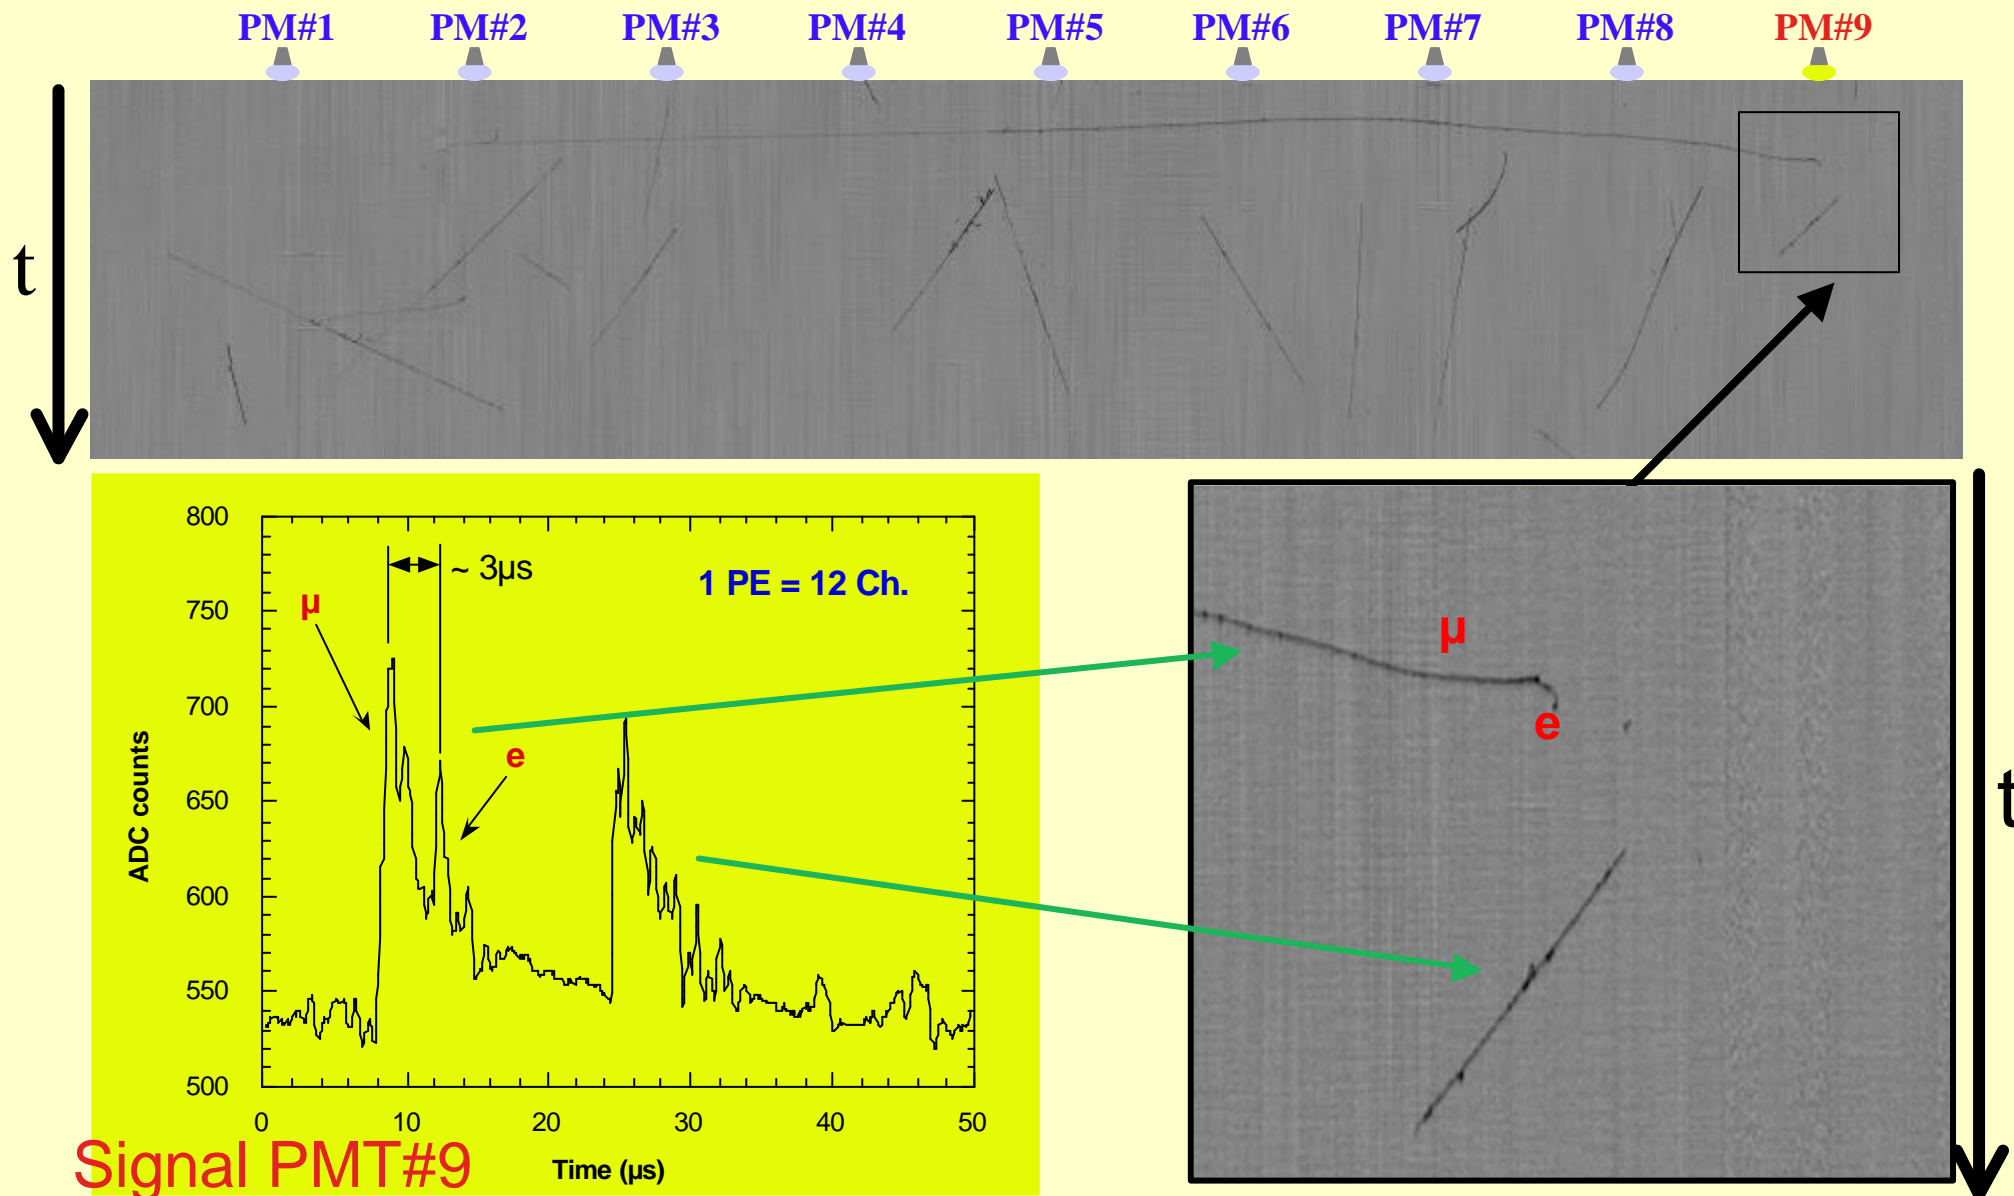 PM#1 PM#2 PM#3 PM#4 PM#5 PM#6 PM#7 PM#8 PM#9
t
800
750
700
650
600
550
500
~ 3µs
1 PE = 12 Ch.
µ
e
ADC counts
0 10 20 30 40 50
Time (µs)
Signal PMT#9
µ
e
t